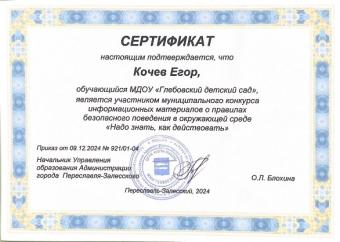 СЕРТИФИКАТ
настоящим подтверждается, что
Кочев Егор,
обучающийся МДОУ «Глебовский детский сад»,
является участником муниципального конкурса
информационных материалов о правилах
безопасного поведения в окружающей среде
«Надо знать, как действовать»
Приказ от 09.12.2024 № 921/01-04
Начальник Управления
образования Администрации
города Переславля-Залесского
О.Л. Блохина
Переславль-Залесский, 2024